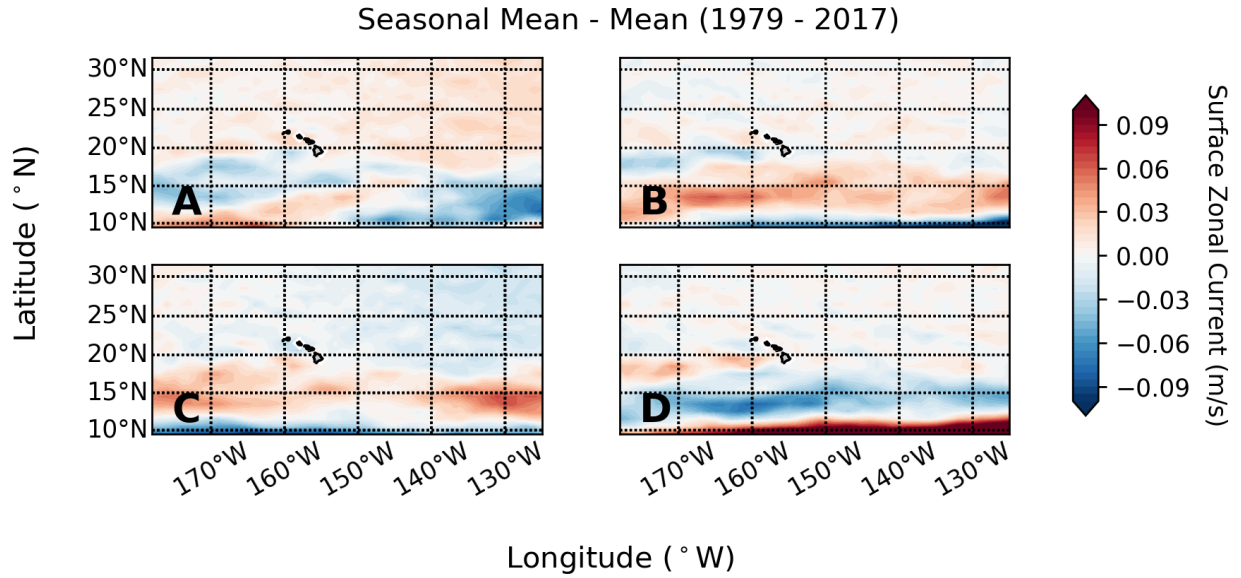 Seasonal Mean - Mean (1979 - 2017)
30°N
25°N
20°N
15°N
10°N
A
B
30°N
25°N
20°N
15°N
10°N
C
D
170°W
160°W
150°W
140°W
130°W
170°W
160°W
150°W
140°W
130°W
Latitude (°N)
Longitude (°W)
0.09
0.06
0.03
0.00
−0.03
−0.06
−0.09
Surface Zonal Current (m/s)